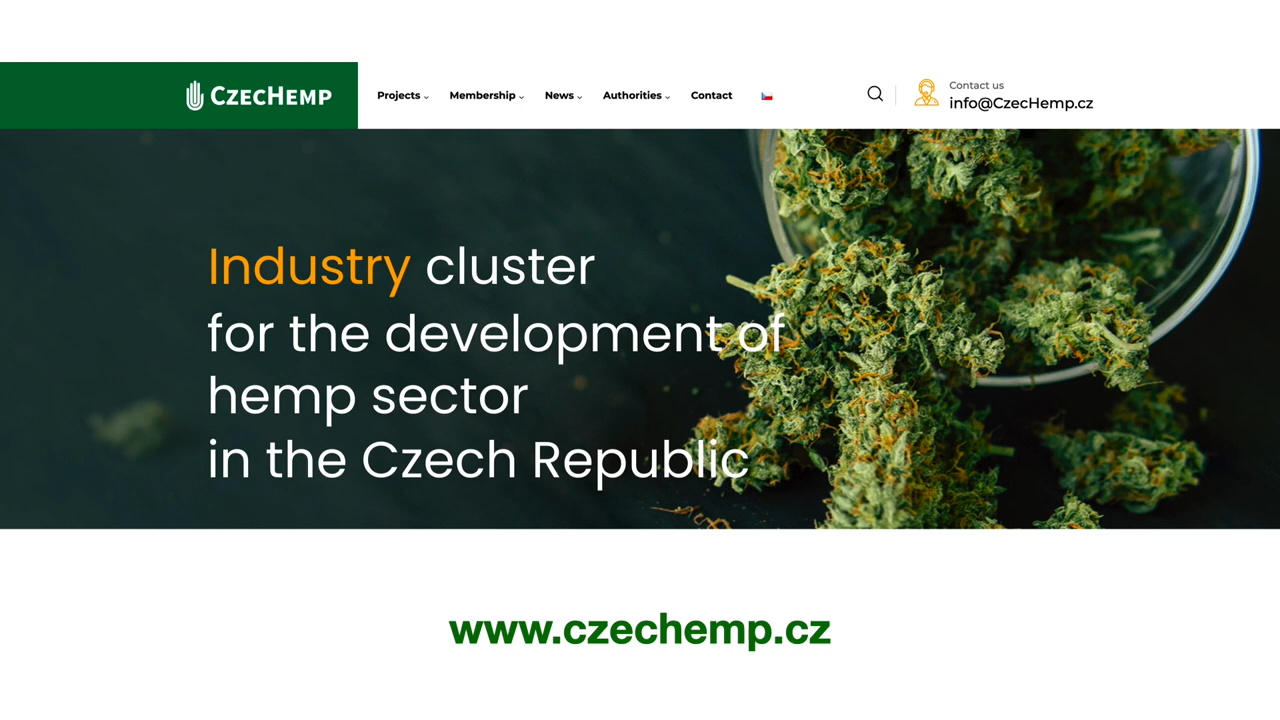 CZECHEMP
Projects
Membership
News
Authorities
Contact
Contact us
info@CzecHemp.cz
Industry cluster
for the development of
hemp sector
in the Czech Republic
www.czechemp.cz